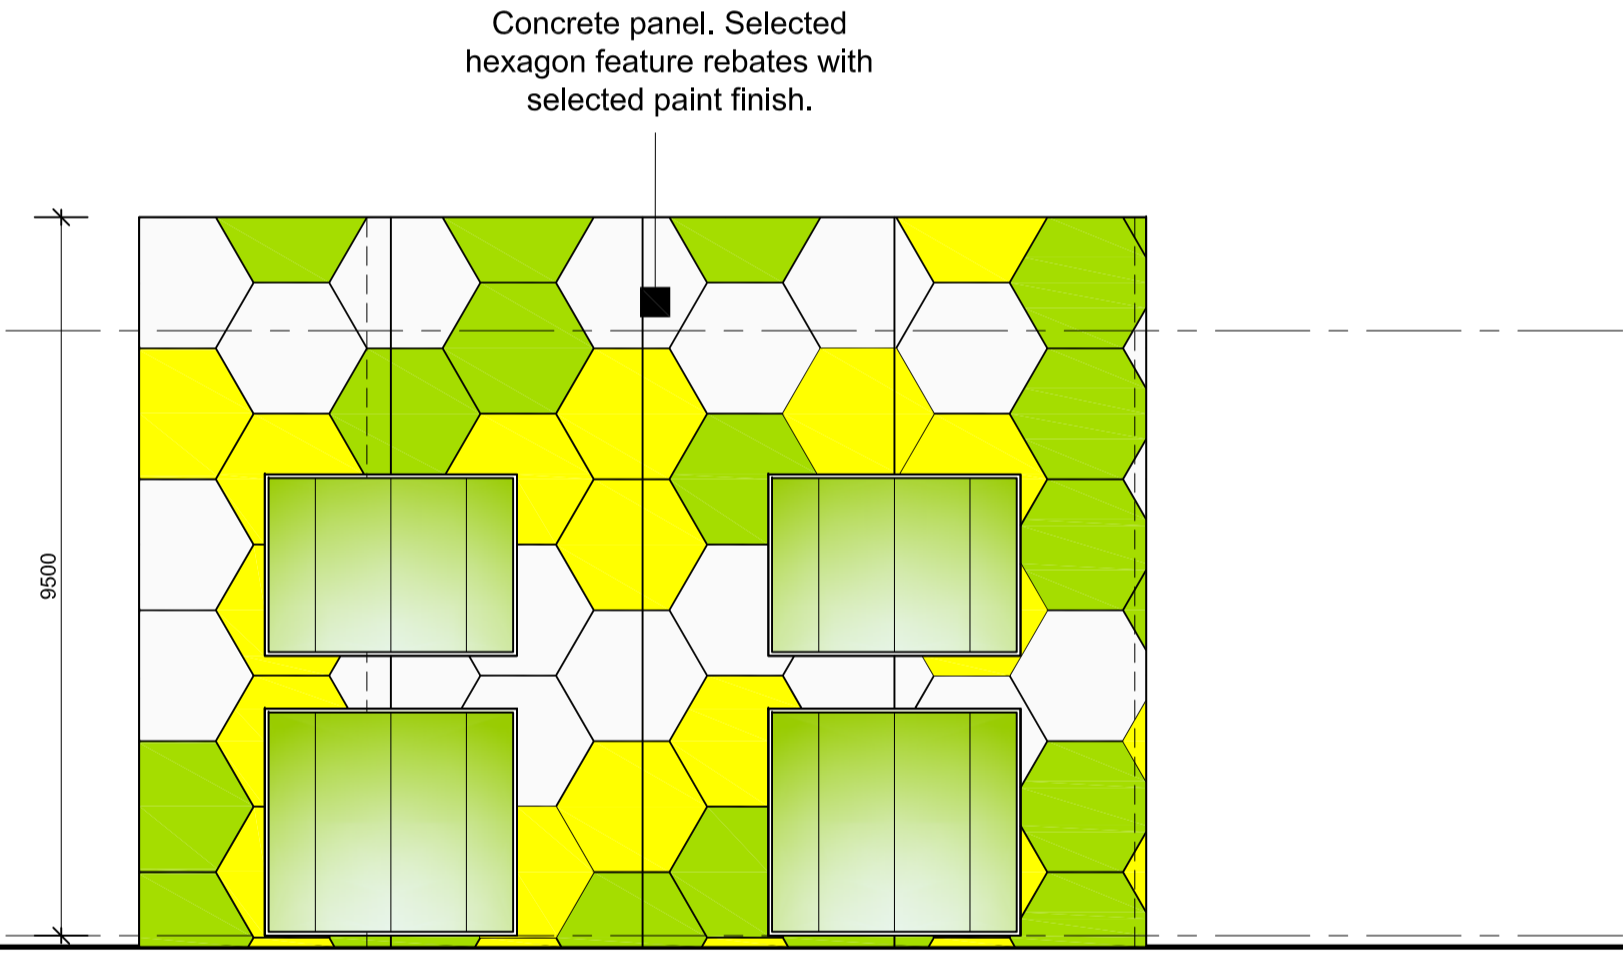 Concrete panel. Selected
hexagon feature rebates with
selected paint finish.
9500